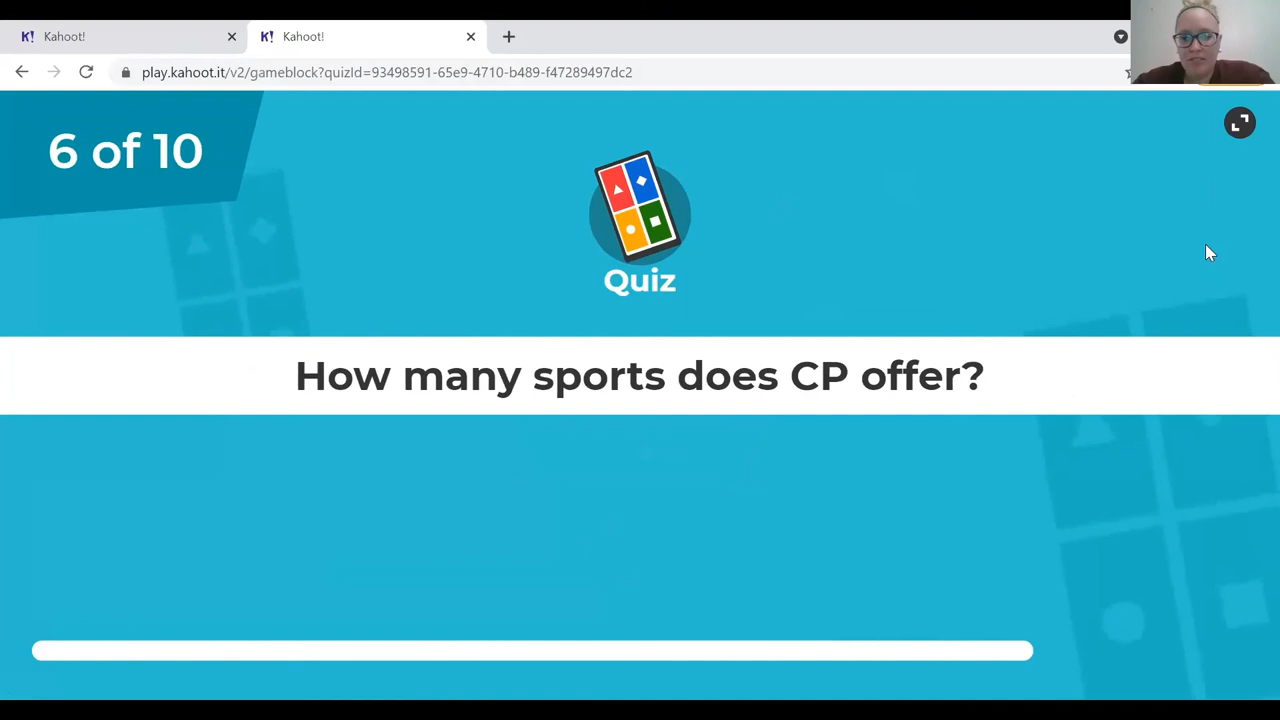 K! Kahoot!
K! Kahoot!
play.kahoot.it/v2/gameblock?quizId=93498591-65e9-4710-b489-f47289497dc2
6 of 10
Quiz
How many sports does CP offer?